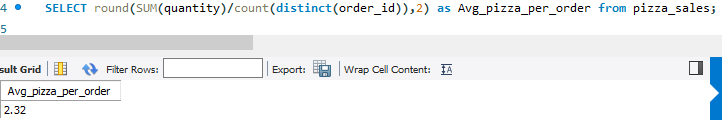 4 SELECT round(SUM(quantity)/count(distinct(order_id)),2) as Avg_pizza_per_order from pizza_sales;
5
sult Grid Filter Rows: Export: Wrap Cell Content: IA
Avg_pizza_per_order
2.32